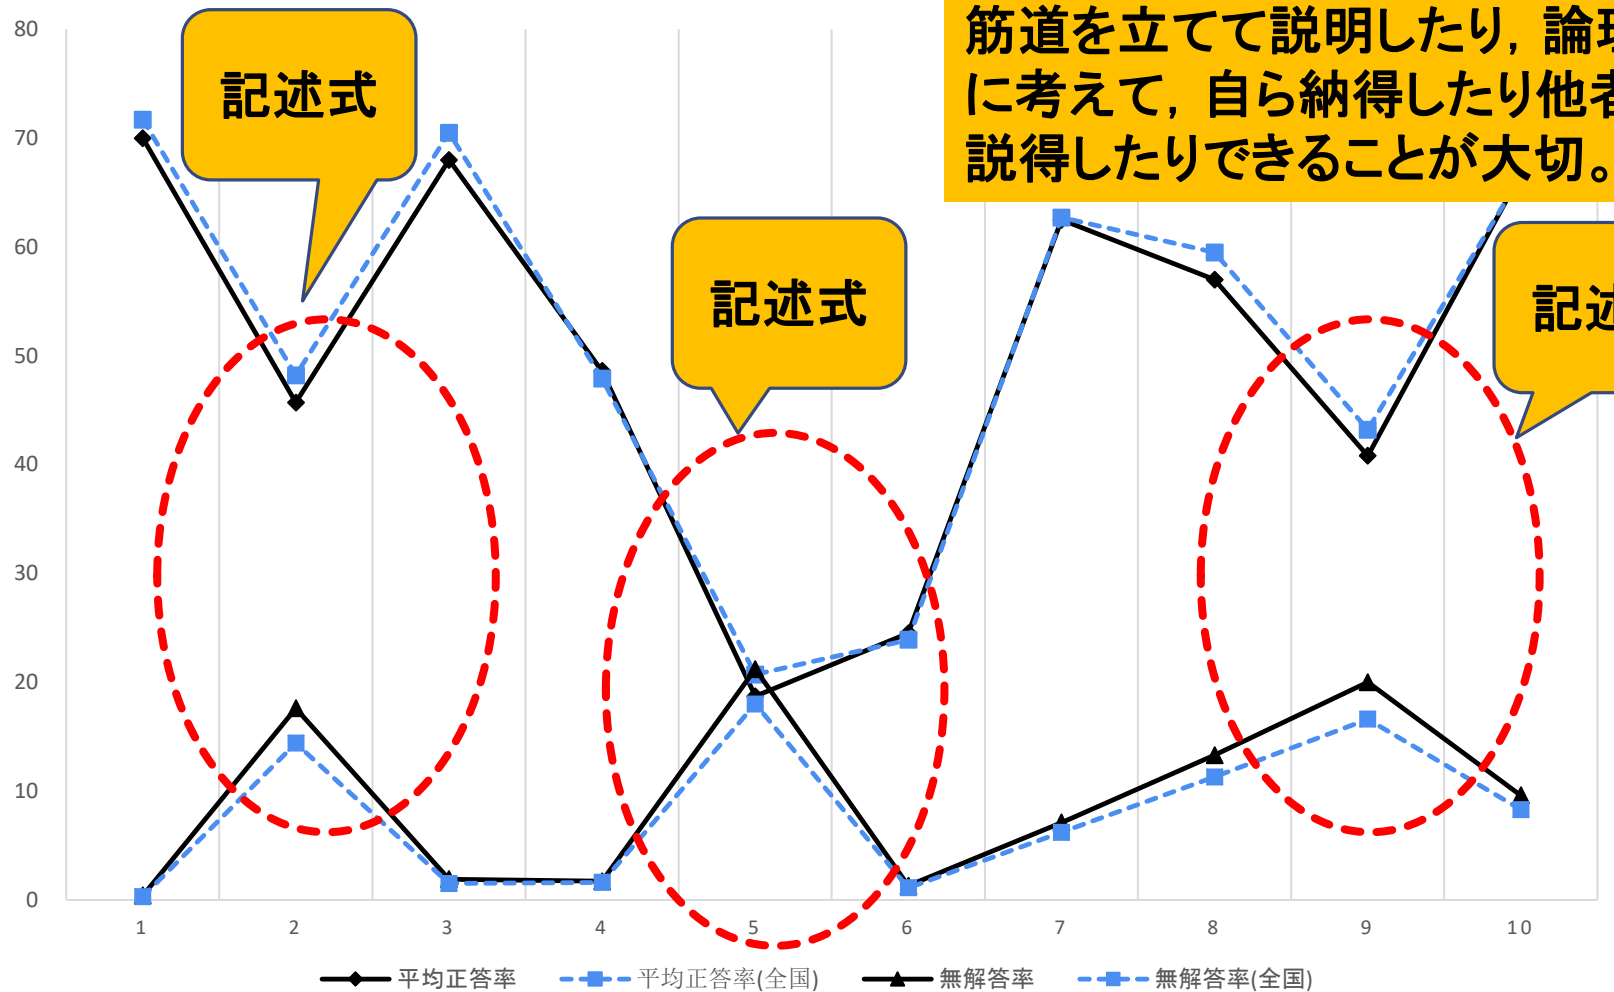 筋道を立てて説明したり，論理
に考えて，自ら納得したり他者
説得したりできることが大切。
記述式
記述式
記述
80
70
60
50
40
30
20
10
0
1 2 3 4 5 6 7 8 9 10
平均正答率 平均正答率(全国) 無解答率 無解答率(全国)